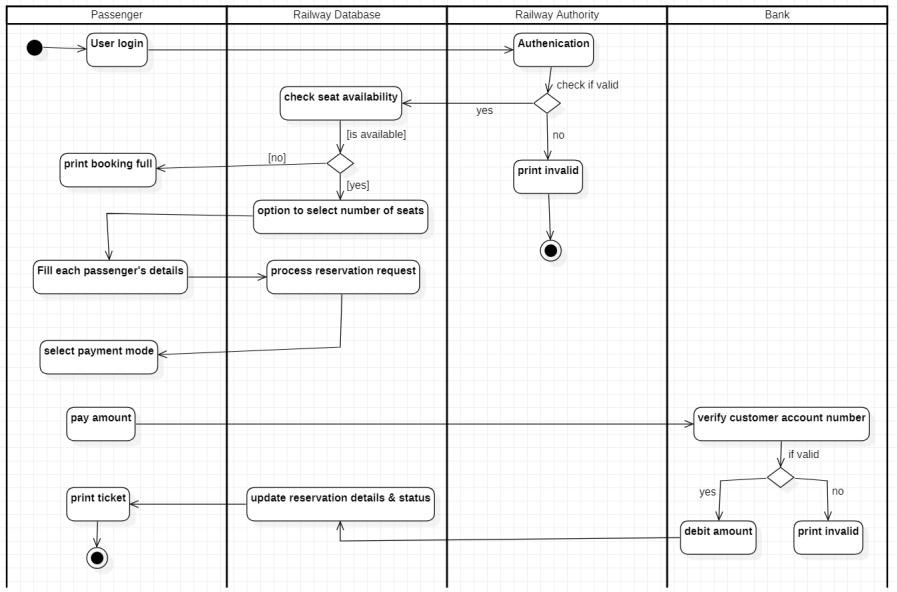 Passenger
Railway Database
Railway Authority
Bank
User login
Authenication
check if valid
check seat availability
yes
[is available]
no
[no]
print booking full
print invalid
[yes]
option to select number of seats
Fill each passenger's details
process reservation request
select payment mode
pay amount
verify customer account number
if valid
yes
no
print ticket
update reservation details & status
debit amount
print invalid